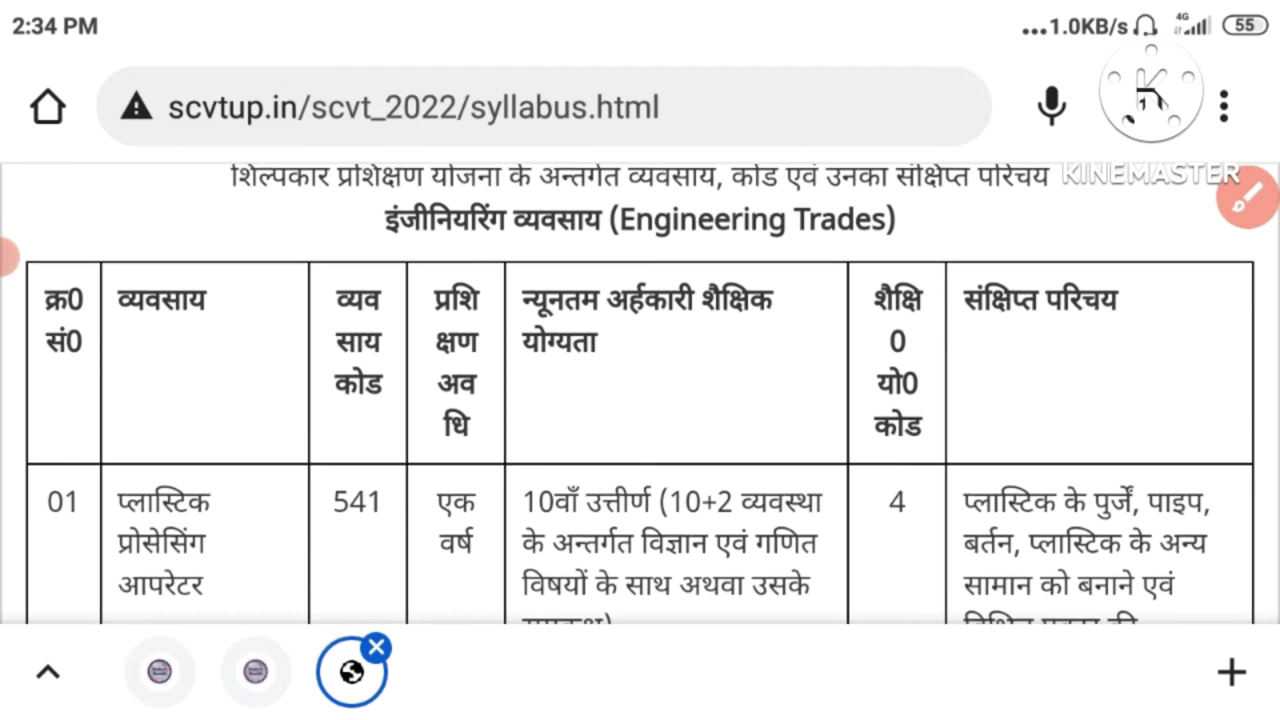 2:34 PM
...1.0KB/s 4G 55
scvtup.in/scvt_2022/syllabus.html
शिल्पकार प्रशिक्षण योजना के अन्तर्गत व्यवसाय, कोड एवं उनका संक्षिप्त परिचय
KINEMASTER
इंजीनियरिंग व्यवसाय (Engineering Trades)
क्र0
सं0
व्यवसाय
व्यव
साय
कोड
प्रशि
क्षण
अव
धि
न्यूनतम अर्हकारी शैक्षिक
योग्यता
शैक्षि
0
यो0
कोड
संक्षिप्त परिचय
01
प्लास्टिक
प्रोसेसिंग
आपरेटर
541
एक
वर्ष
10वाँ उत्तीर्ण (10+2 व्यवस्था
के अन्तर्गत विज्ञान एवं गणित
विषयों के साथ अथवा उसके
4
प्लास्टिक के पुर्जें, पाइप,
बर्तन, प्लास्टिक के अन्य
सामान को बनाने एवं